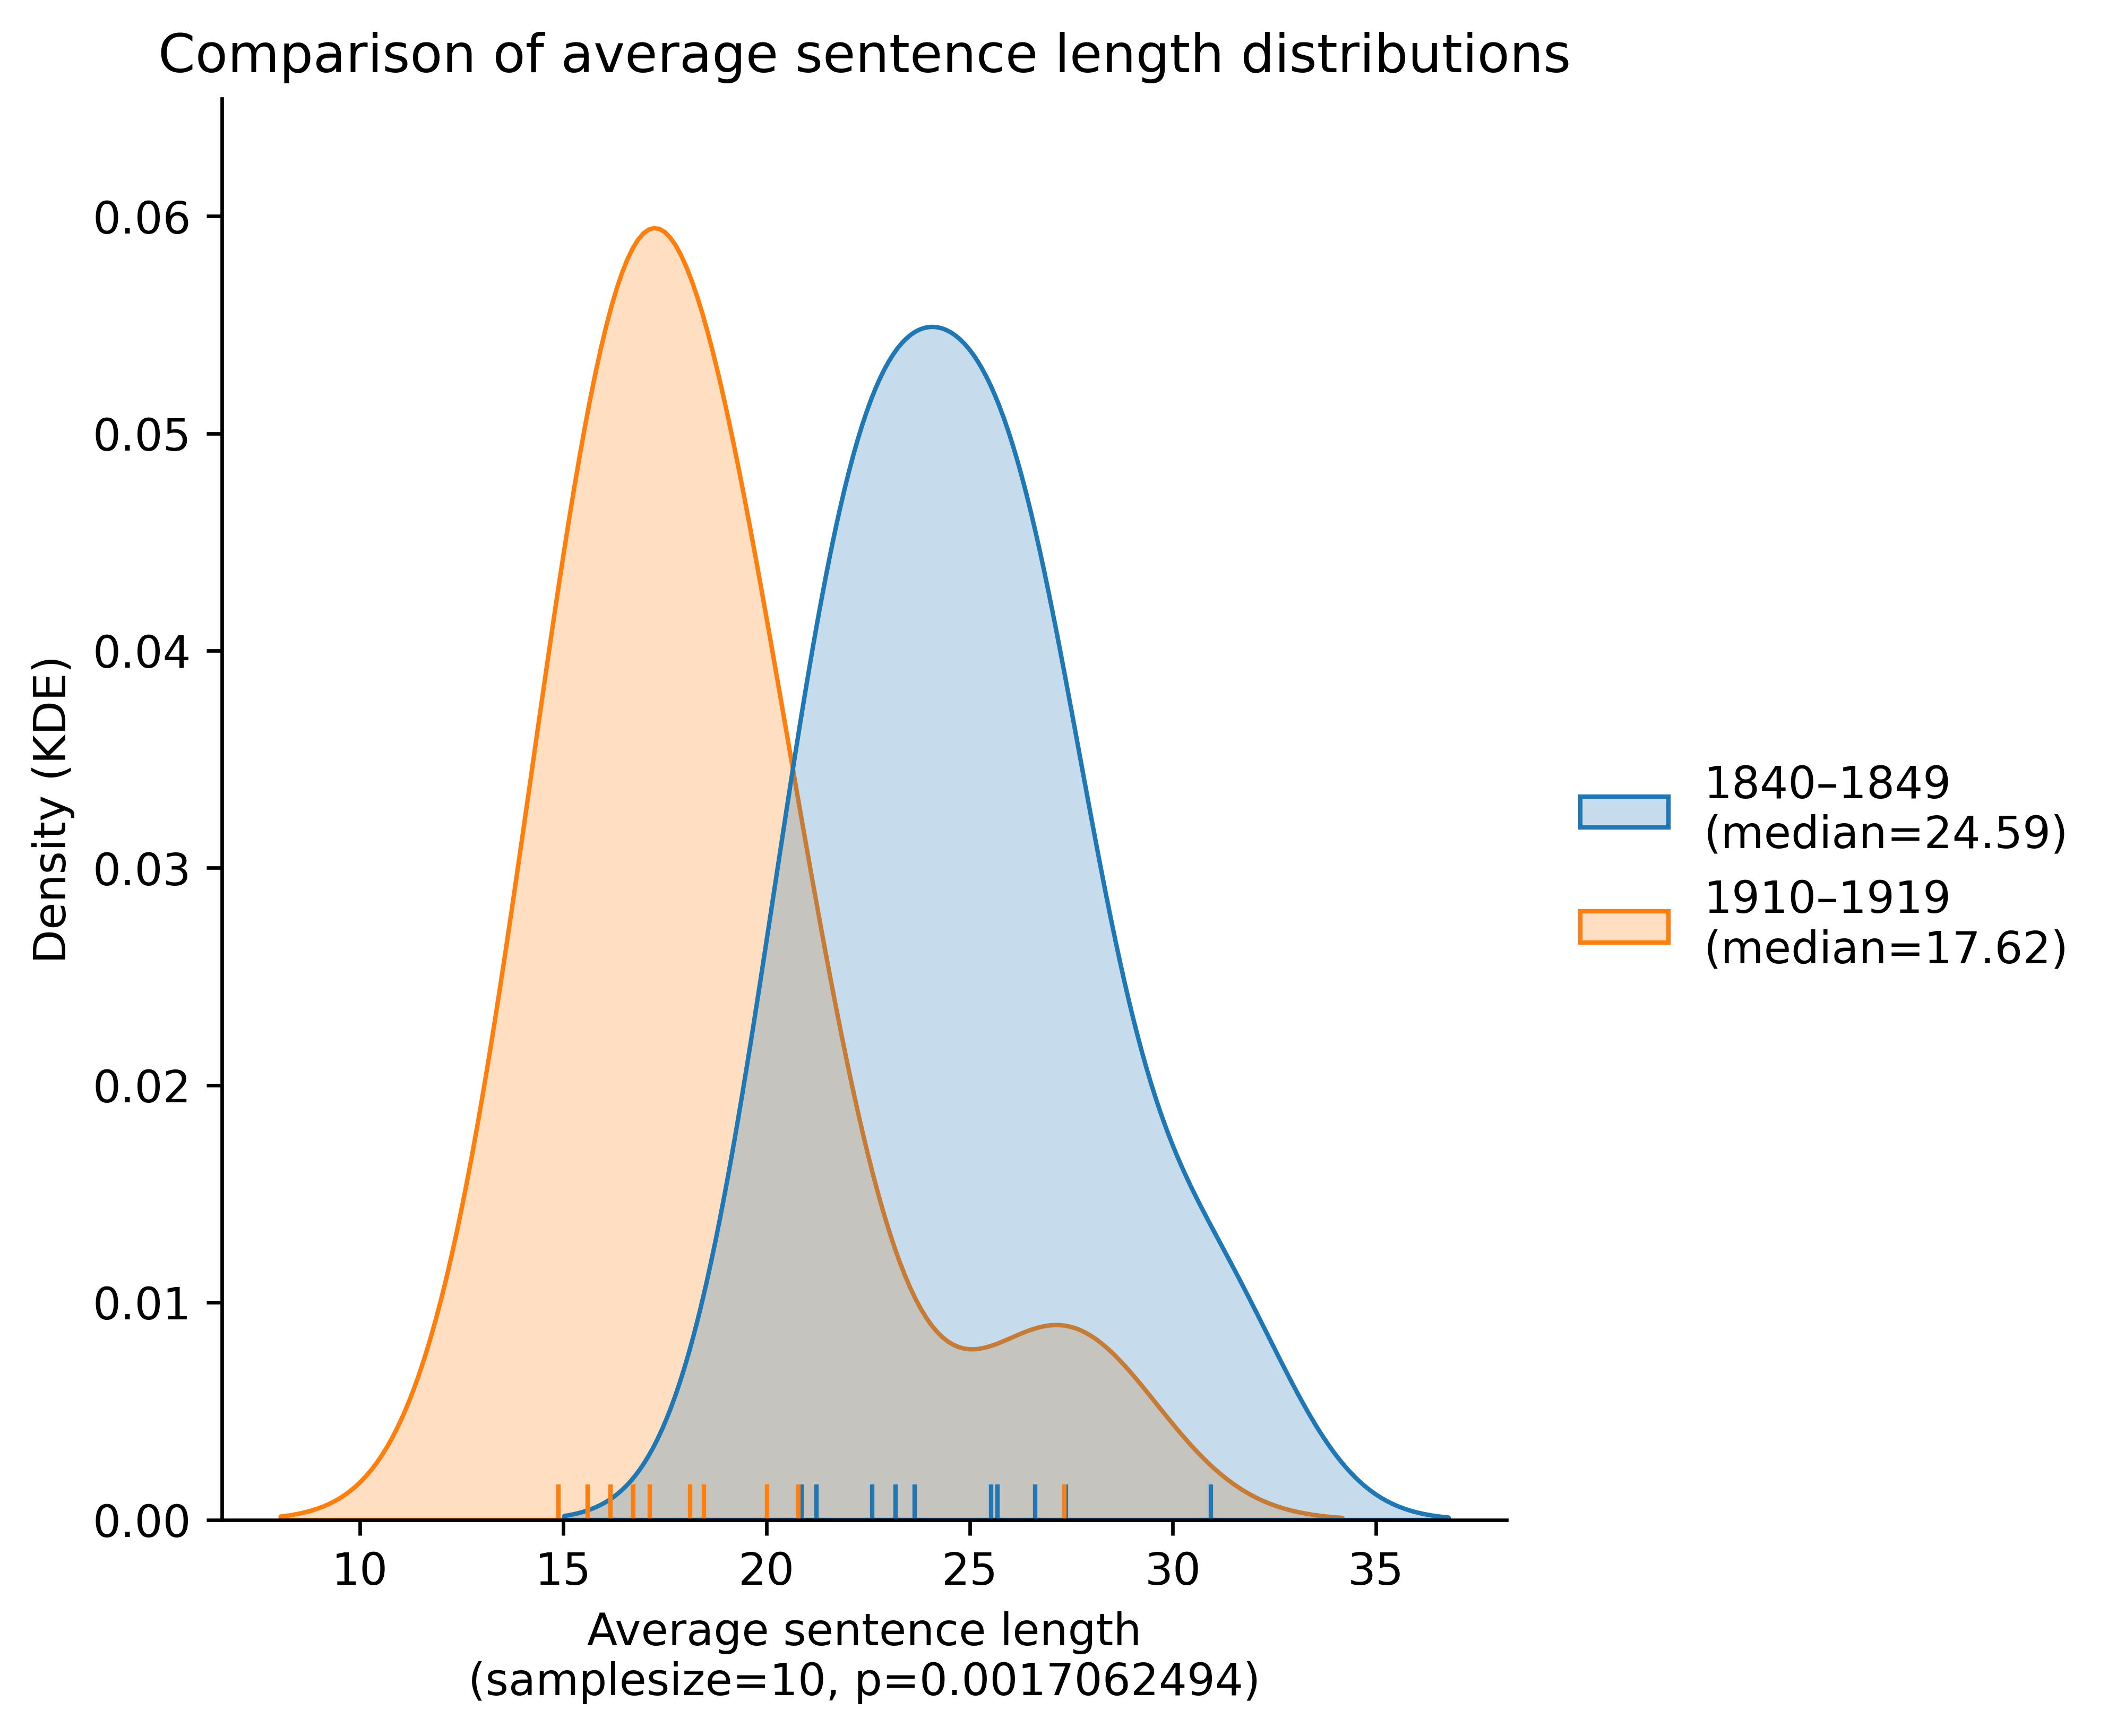 Comparison of average sentence length distributions
0.06
0.05
0.04
0.03
0.02
0.01
0.00
Density (KDE)
10 15 20 25 30 35
Average sentence length
(samplesize=10, p=0.0017062494)
1840–1849
(median=24.59)
1910–1919
(median=17.62)